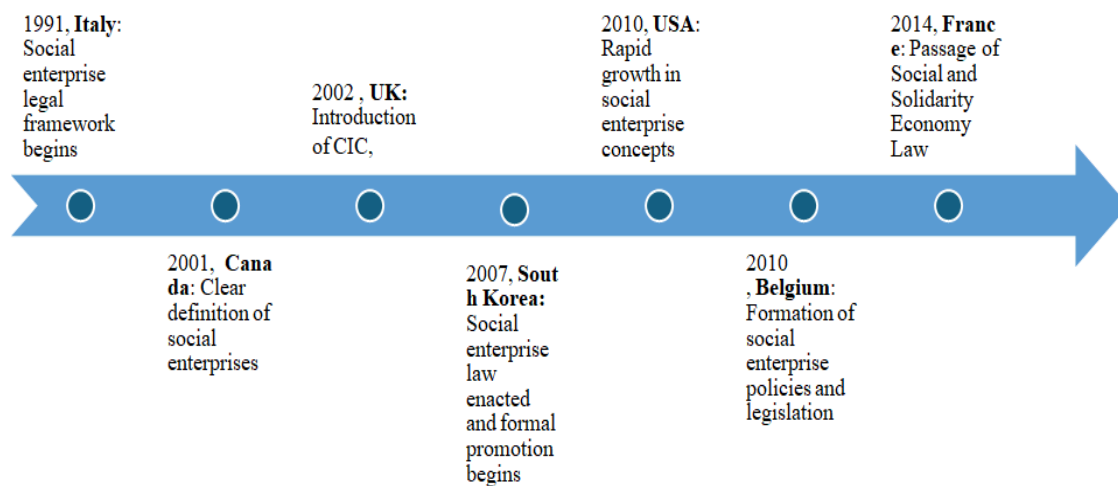 1991, Italy:
Social
enterprise
legal
framework
begins
2001, Cana
da: Clear
definition of
social
enterprises
2002 , UK:
Introduction
of CIC,
2007, Sout
h Korea:
Social
enterprise
law
enacted
and formal
promotion
begins
2010, USA:
Rapid
growth in
social
enterprise
concepts
2010
, Belgium:
Formation of
social
enterprise
policies and
legislation
2014, Franc
e: Passage of
Social and
Solidarity
Economy
Law